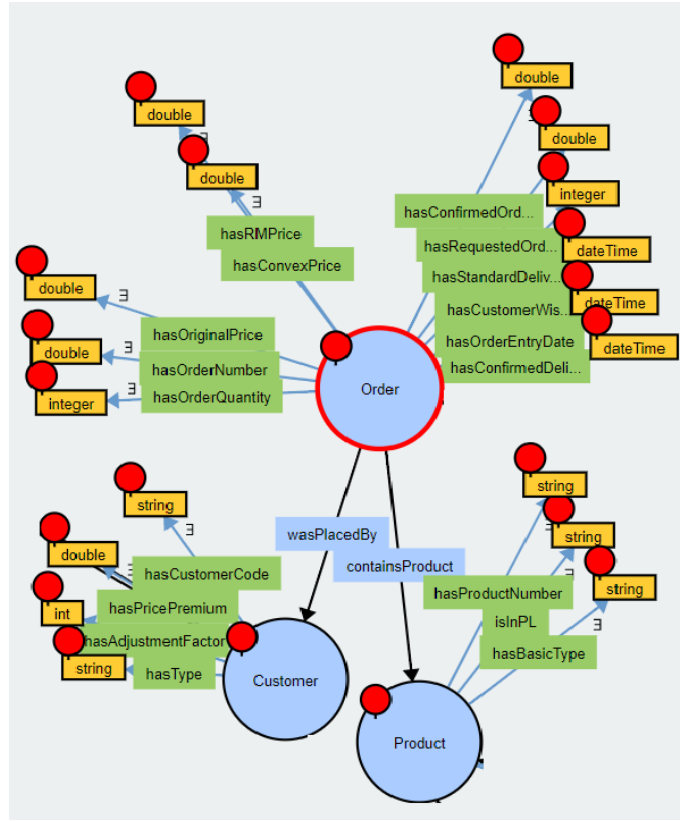 double
double
double
double
integer
hasConfirmedOrd...
hasRMPrice
hasRequestedOrd...
dateTime
hasConvexPrice
hasStandardDeliv...
double
Ǝ
dateTime
hasCustomerWis...
hasOriginalPrice
Ǝ
hasOrderEntryDate
dateTime
double
Ǝ
hasOrderNumber
hasConfirmedDeli...
integer
Ǝ
hasOrderQuantity
Order
string
string
Ǝ
wasPlacedBy
string
double
containsProduct
hasCustomerCode
hasProductNumber
string
int
hasPricePremium
isInPL
Ǝ
hasAdjustmentFactor
hasBasicType
string
hasType
Customer
Product